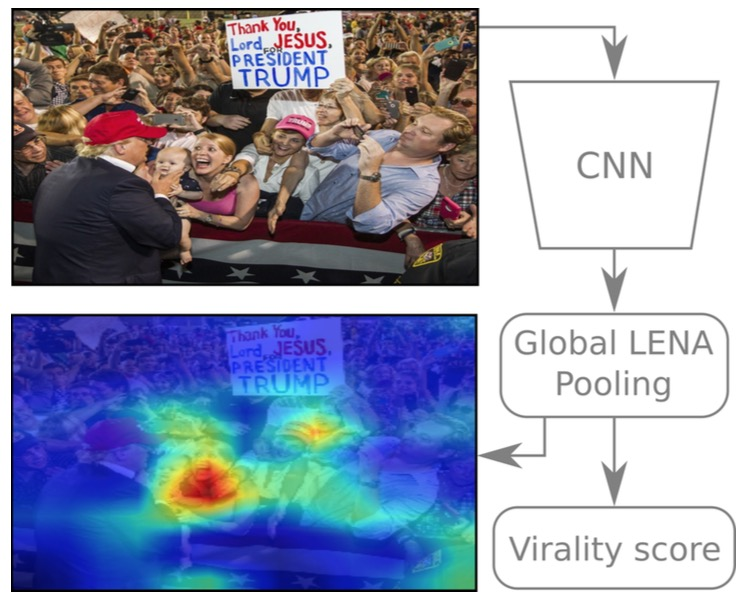 Thank You,
Lord JESUS,
FOR
PRESIDENT
TRUMP
CNN
Thank You,
Lord JESUS,
PRESIDENT
TRUMP
Global LENA
Pooling
Virality score